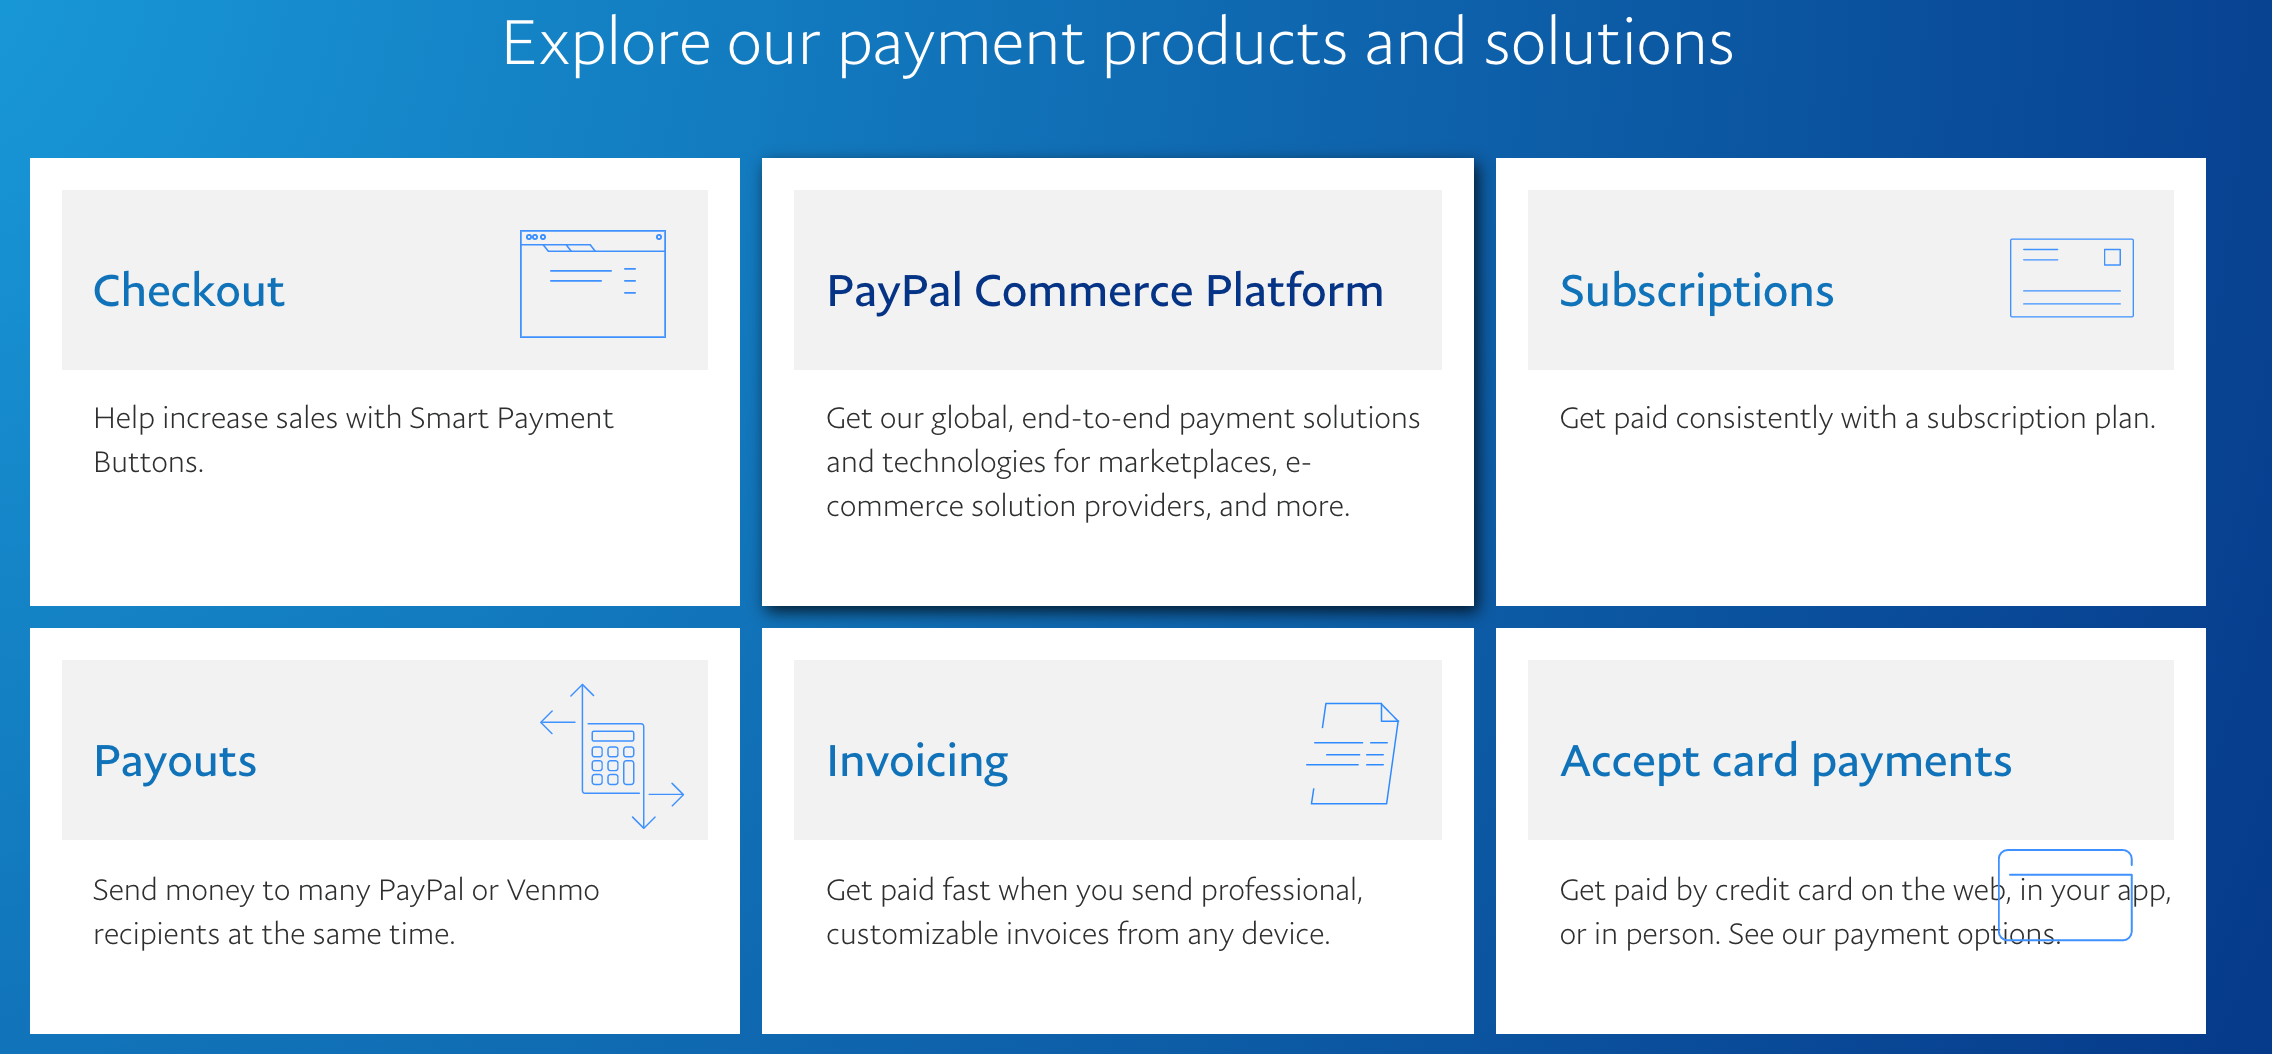 Explore our payment products and solutions
Checkout
Help increase sales with Smart Payment
Buttons.
PayPal Commerce Platform
Get our global, end-to-end payment solutions
and technologies for marketplaces, e-
commerce solution providers, and more.
Subscriptions
Get paid consistently with a subscription plan.
Payouts
Send money to many PayPal or Venmo
recipients at the same time.
Invoicing
Get paid fast when you send professional,
customizable invoices from any device.
Accept card payments
Get paid by credit card on the web, in your app,
or in person. See our payment options.